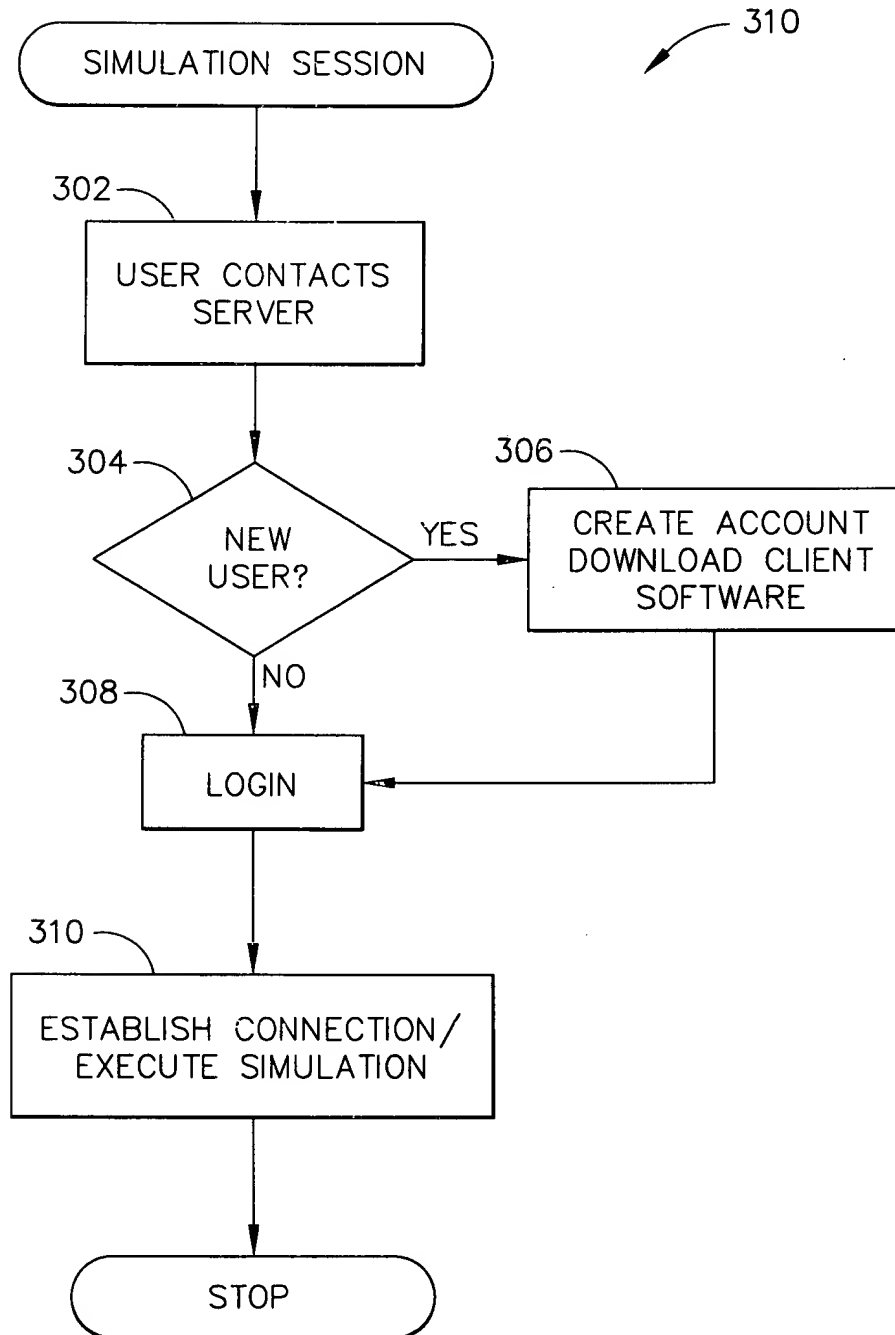 310
SIMULATION SESSION
302
USER CONTACTS
SERVER
304
NEW
USER?
YES
306
CREATE ACCOUNT
DOWNLOAD CLIENT
SOFTWARE
NO
308
LOGIN
310
ESTABLISH CONNECTION/
EXECUTE SIMULATION
STOP